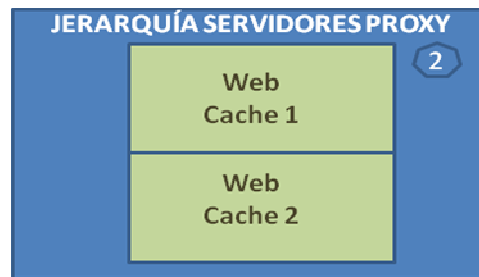 JERARQUÍA SERVIDORES PROXY
2
Web
Cache 1
Web
Cache 2